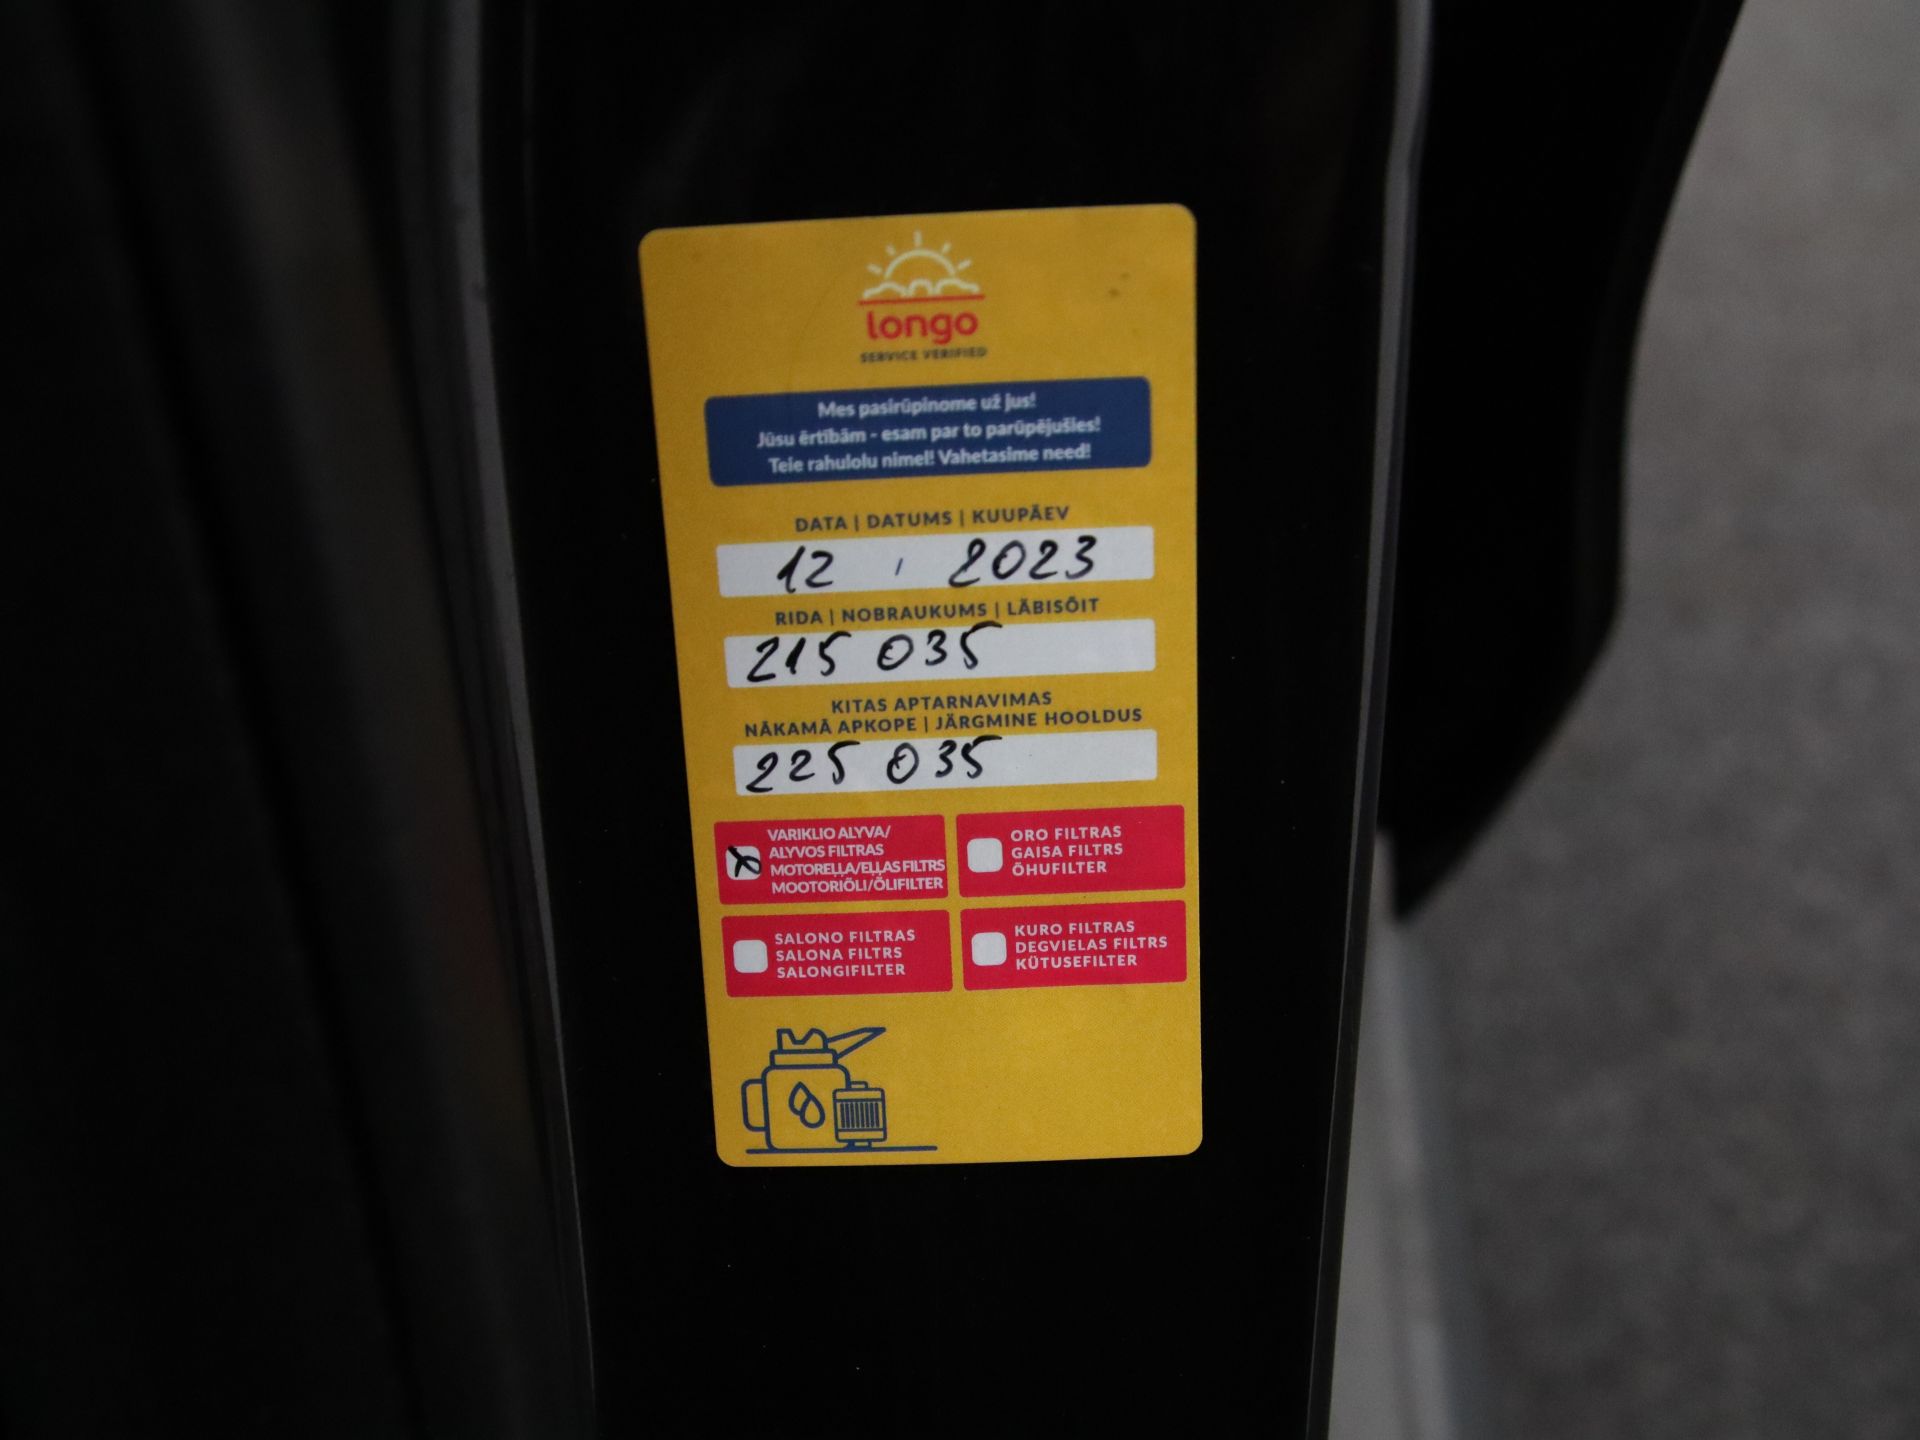 longo
SERVICE VERIFIED
Mes pasirūpinome už jus!
Jūsu ērtībām - esam par to parūpējušies!
Teie rahulolu nimel! Vahetasime need!
DATA | DATUMS | KUUPÄEV
12 , 2023
RIDA | NOBRAUKUMS | LÄBISÕIT
215 035
KITAS APTARNAVIMAS
NĀKAMĀ APKOPE | JÄRGMINE HOOLDUS
225 035
VARIKLIO ALYVA/
ALYVOS FILTRAS
MOTOREĻĻA/EĻĻAS FILTRS
MOOTORIÕLI/ÕLIFILTER
ORO FILTRAS
GAISA FILTRS
ÕHUFILTER
SALONO FILTRAS
SALONA FILTRS
SALONGIFILTER
KURO FILTRAS
DEGVIELAS FILTRS
KÜTUSEFILTER